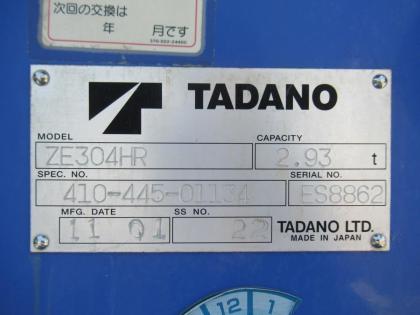 次回の交換は
年 月です
TADANO
MODEL CAPACITY
ZE304HR 2.93 t
SPEC. NO. SERIAL NO.
410-445-01134 ES8862
MFG. DATE SS NO.
11 01 22 TADANO LTD.
MADE IN JAPAN
12 1